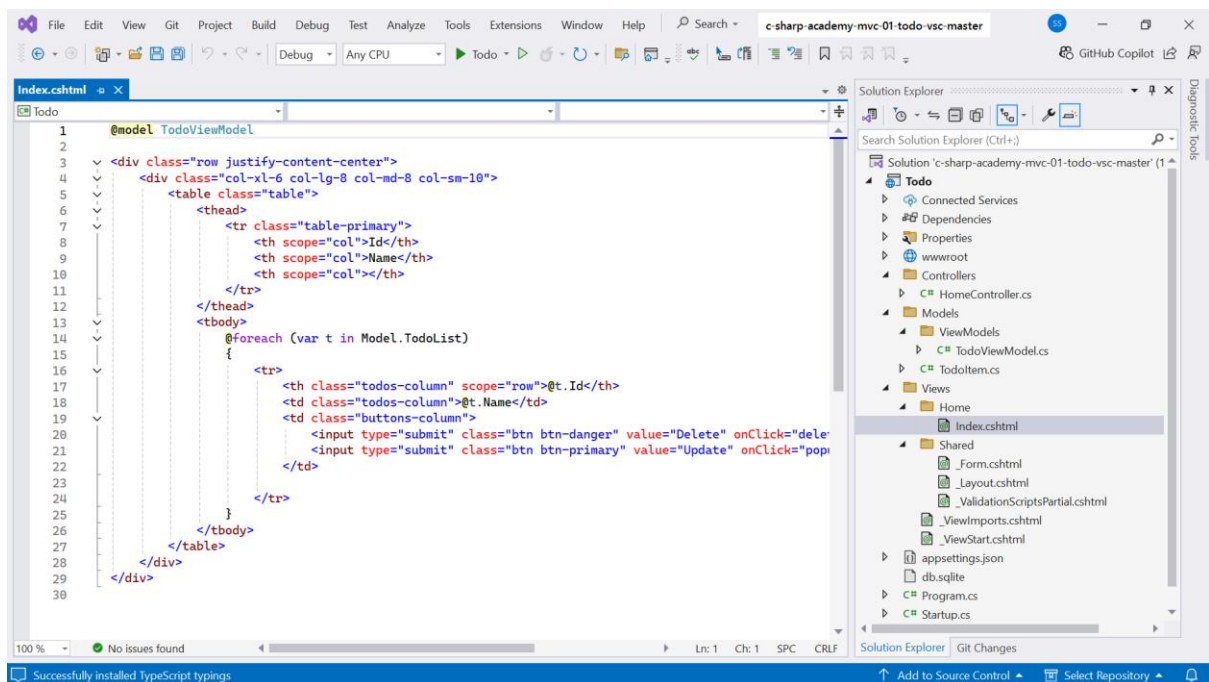 File Edit View Git Project Build Debug Test Analyze Tools Extensions Window Help Search c-sharp-academy-mvc-01-todo-vsc-master SS
Debug Any CPU Todo abc GitHub Copilot
Index.cshtml
Todo
1 @model TodoViewModel
2
3 <div class="row justify-content-center">
4 <div class="col-xl-6 col-lg-8 col-md-8 col-sm-10">
5 <table class="table">
6 <thead>
7 <tr class="table-primary">
8 <th scope="col">Id</th>
9 <th scope="col">Name</th>
10 <th scope="col"></th>
11 </tr>
12 </thead>
13 <tbody>
14 @foreach (var t in Model.TodoList)
15 {
16 <tr>
17 <th class="todos-column" scope="row">@t.Id</th>
18 <td class="todos-column">@t.Name</td>
19 <td class="buttons-column">
20 <input type="submit" class="btn btn-danger" value="Delete" onClick="dele
21 <input type="submit" class="btn btn-primary" value="Update" onClick="pop
22 </td>
23
24 </tr>
25 }
26 </tbody>
27 </table>
28 </div>
29 </div>
30
100 % No issues found Ln: 1 Ch: 1 SPC CRLF
Solution Explorer
Search Solution Explorer (Ctrl+;)
Solution 'c-sharp-academy-mvc-01-todo-vsc-master' (1
Todo
Connected Services
Dependencies
Properties
wwwroot
Controllers
C# HomeController.cs
Models
ViewModels
C# TodoViewModel.cs
C# TodoItem.cs
Views
Home
Index.cshtml
Shared
_Form.cshtml
_Layout.cshtml
_ValidationScriptsPartial.cshtml
_ViewImports.cshtml
_ViewStart.cshtml
appsettings.json
db.sqlite
C# Program.cs
C# Startup.cs
Solution Explorer Git Changes
Diagnostic Tools
Successfully installed TypeScript typings Add to Source Control Select Repository